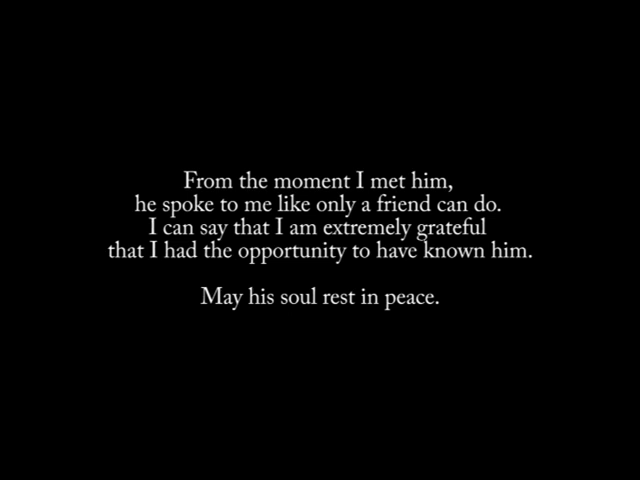 From the moment I met him,
he spoke to me like only a friend can do.
I can say that I am extremely grateful
that I had the opportunity to have known him.
May his soul rest in peace.